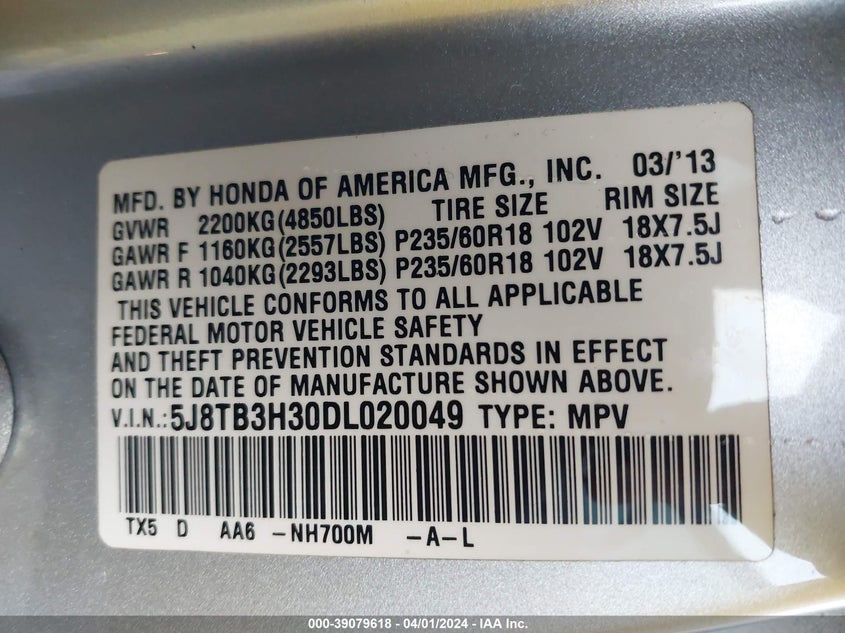 MFD. BY HONDA OF AMERICA MFG., INC. 03/'13
GVWR 2200KG(4850LBS) TIRE SIZE RIM SIZE
GAWR F 1160KG(2557LBS) P235/60R18 102V 18X7.5J
GAWR R 1040KG(2293LBS) P235/60R18 102V 18X7.5J
THIS VEHICLE CONFORMS TO ALL APPLICABLE
FEDERAL MOTOR VEHICLE SAFETY
AND THEFT PREVENTION STANDARDS IN EFFECT
ON THE DATE OF MANUFACTURE SHOWN ABOVE.
V.I.N.:5J8TB3H30DL020049 TYPE: MPV
TX5 D AA6 -NH700M -A-L
000-39079618 - 04/01/2024 - IAA Inc.